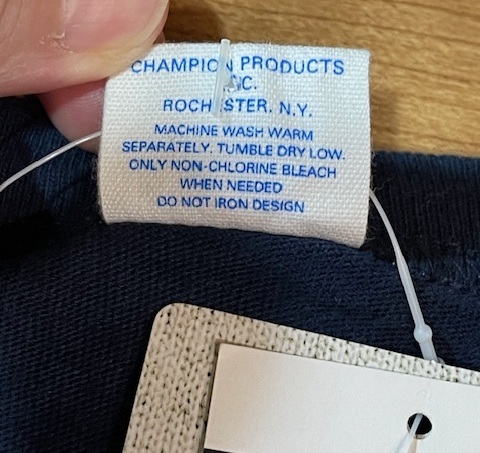 CHAMPION PRODUCTS
INC.
ROCHESTER, N.Y.
MACHINE WASH WARM
SEPARATELY. TUMBLE DRY LOW.
ONLY NON-CHLORINE BLEACH
WHEN NEEDED
DO NOT IRON DESIGN